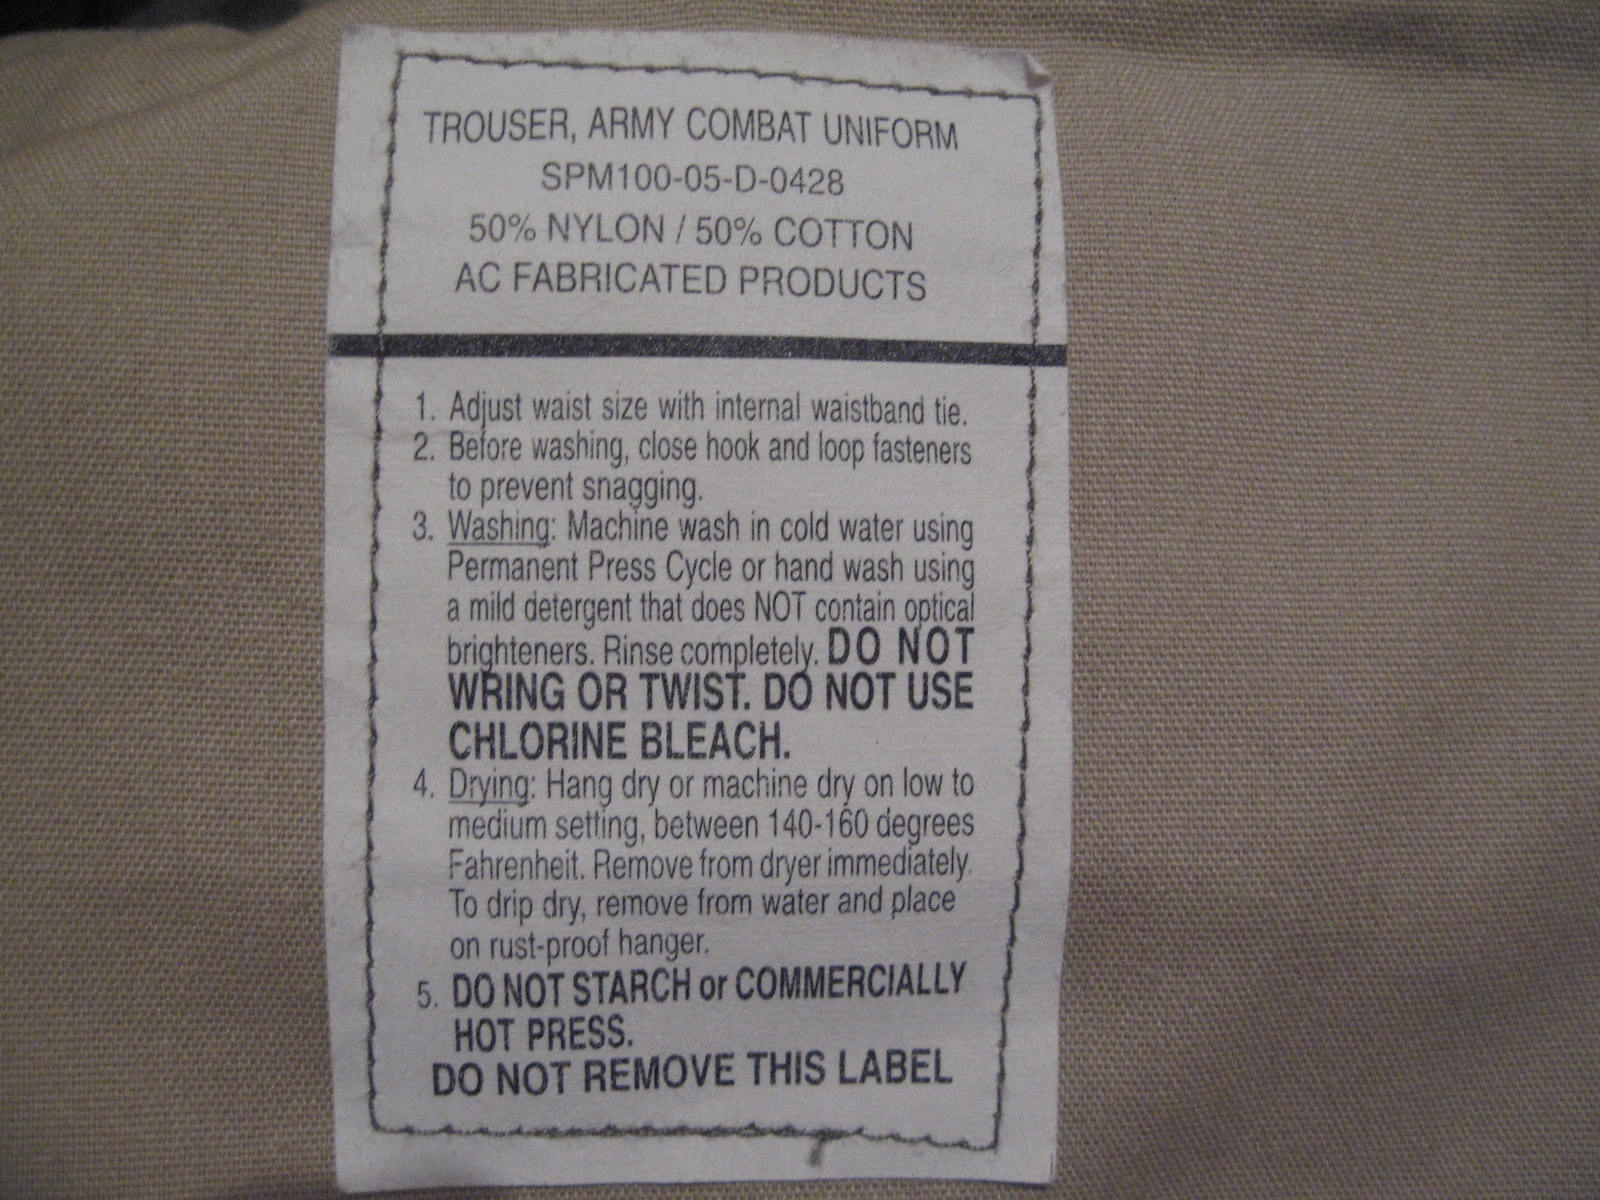 TROUSER, ARMY COMBAT UNIFORM
SPM100-05-D-0428
50% NYLON / 50% COTTON
AC FABRICATED PRODUCTS
1. Adjust waist size with internal waistband tie.
2. Before washing, close hook and loop fasteners
to prevent snagging.
3. Washing: Machine wash in cold water using
Permanent Press Cycle or hand wash using
a mild detergent that does NOT contain optical
brighteners. Rinse completely. DO NOT
WRING OR TWIST. DO NOT USE
CHLORINE BLEACH.
4. Drying: Hang dry or machine dry on low to
medium setting, between 140-160 degrees
Fahrenheit. Remove from dryer immediately.
To drip dry, remove from water and place
on rust-proof hanger.
5. DO NOT STARCH or COMMERCIALLY
HOT PRESS.
DO NOT REMOVE THIS LABEL